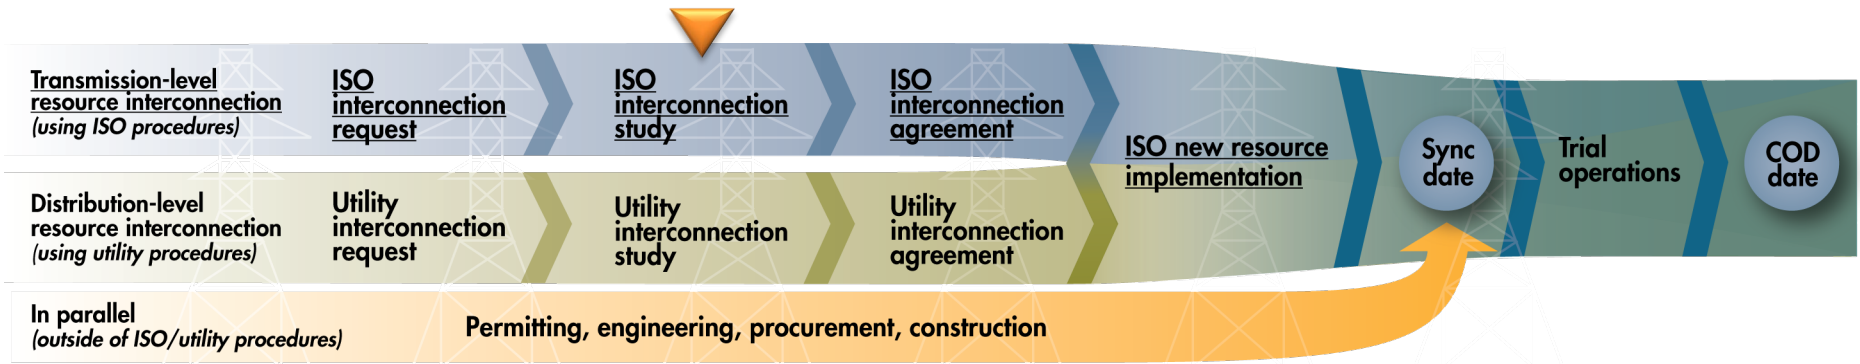 Transmission-level
resource interconnection
(using ISO procedures)
ISO
interconnection
request
ISO
interconnection
study
ISO
interconnection
agreement
Distribution-level
resource interconnection
(using utility procedures)
Utility
interconnection
request
Utility
interconnection
study
Utility
interconnection
agreement
ISO new resource
implementation
Sync
date
Trial
operations
COD
date
In parallel
(outside of ISO/utility procedures)
Permitting, engineering, procurement, construction